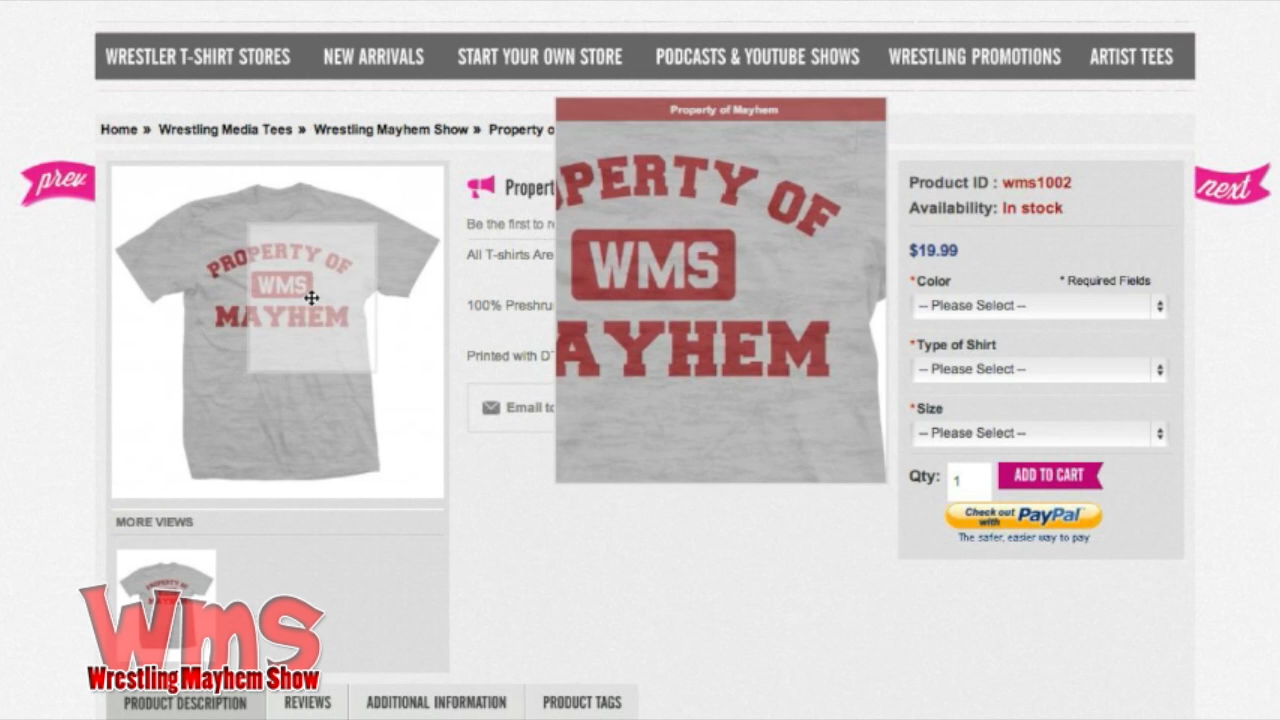 WRESTLER T-SHIRT STORES NEW ARRIVALS START YOUR OWN STORE PODCASTS & YOUTUBE SHOWS WRESTLING PROMOTIONS ARTIST TEES
Home » Wrestling Media Tees » Wrestling Mayhem Show » Property o
prev
PROPERTY OF
WMS
MAYHEM
MORE VIEWS
PROPERTY OF
MAYHEM
Propert
Be the first to r
All T-shirts Are
100% Preshru
Printed with D
Email to
Property of Mayhem
PERTY OF
WMS
AYHEM
Product ID : wms1002
Availability: In stock
$19.99
*Color * Required Fields
-- Please Select --
*Type of Shirt
-- Please Select --
*Size
-- Please Select --
Qty: 1 ADD TO CART
Check out with PayPal
The safer, easier way to pay
next
wms
Wrestling Mayhem Show
PRODUCT DESCRIPTION REVIEWS ADDITIONAL INFORMATION PRODUCT TAGS